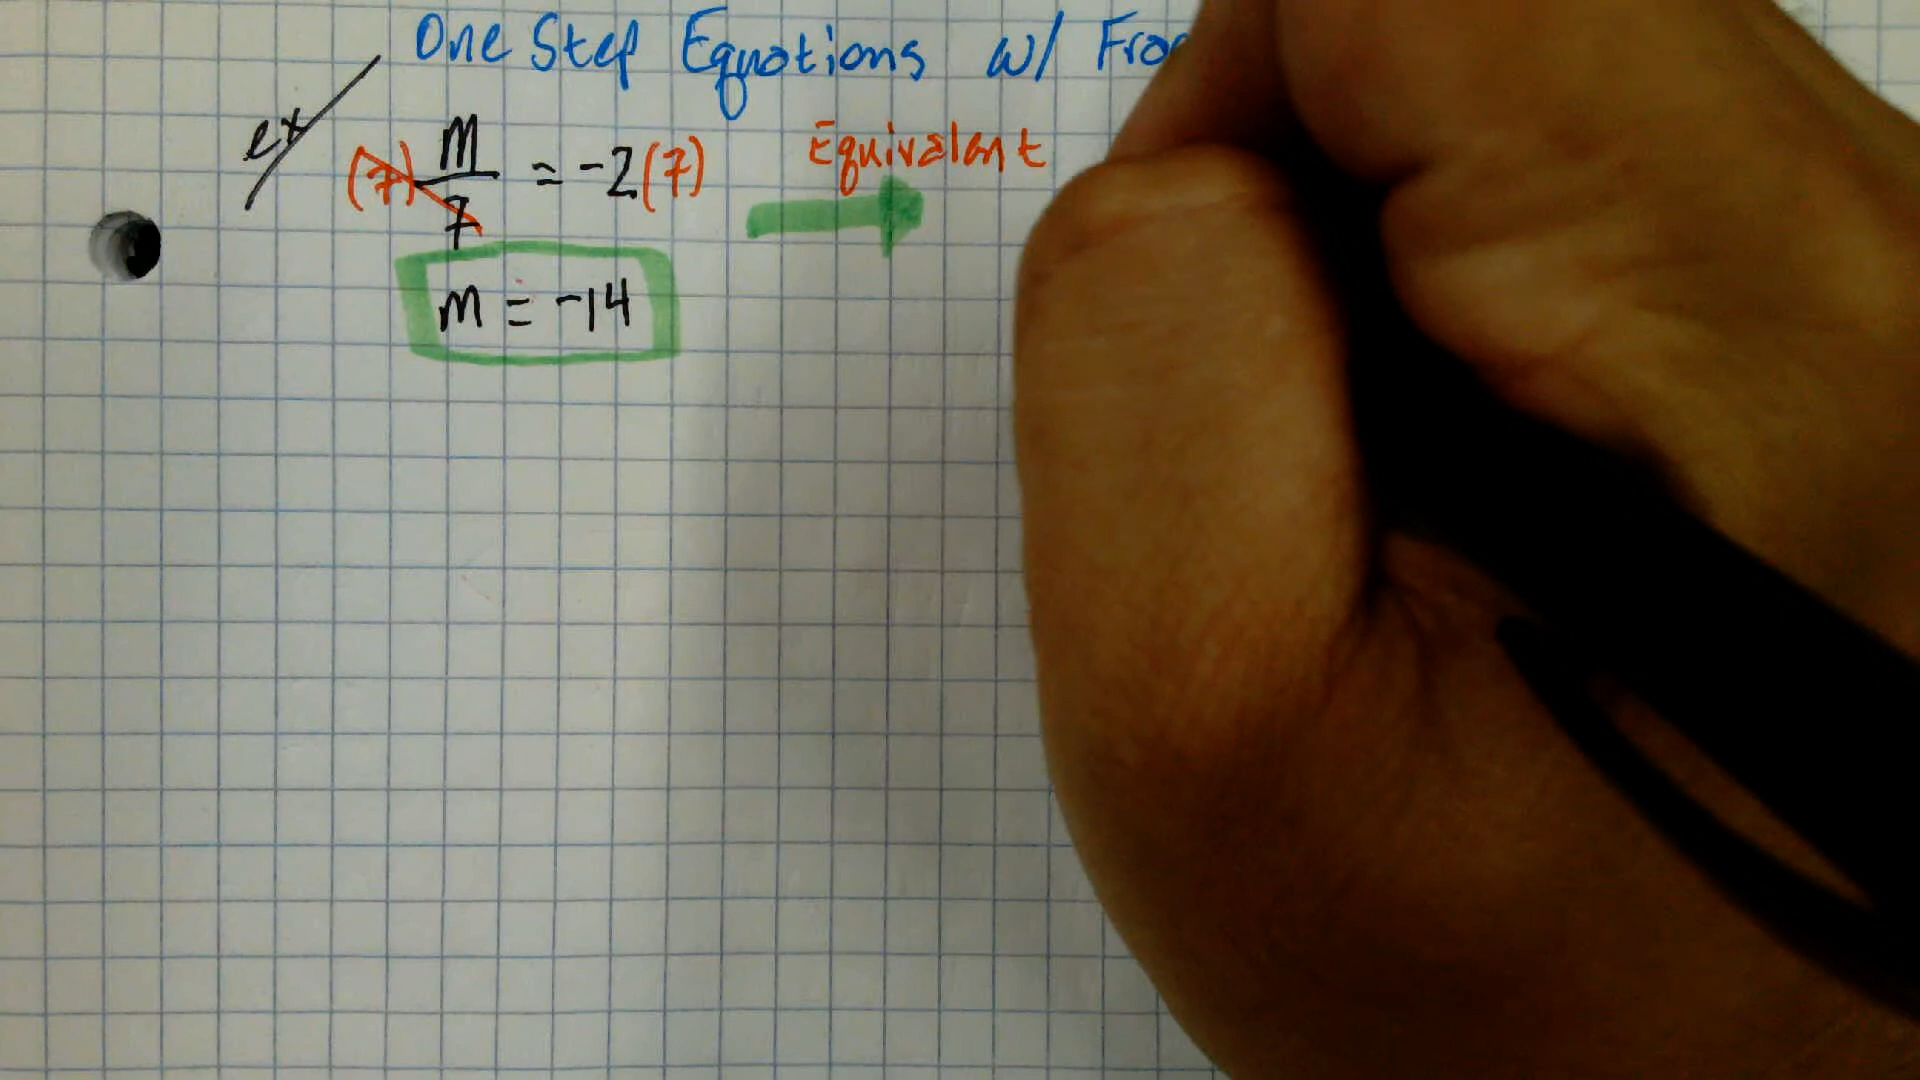 One Step Equations w/
ex
(7) m/7 = -2(7)
Equivalent
m = -14